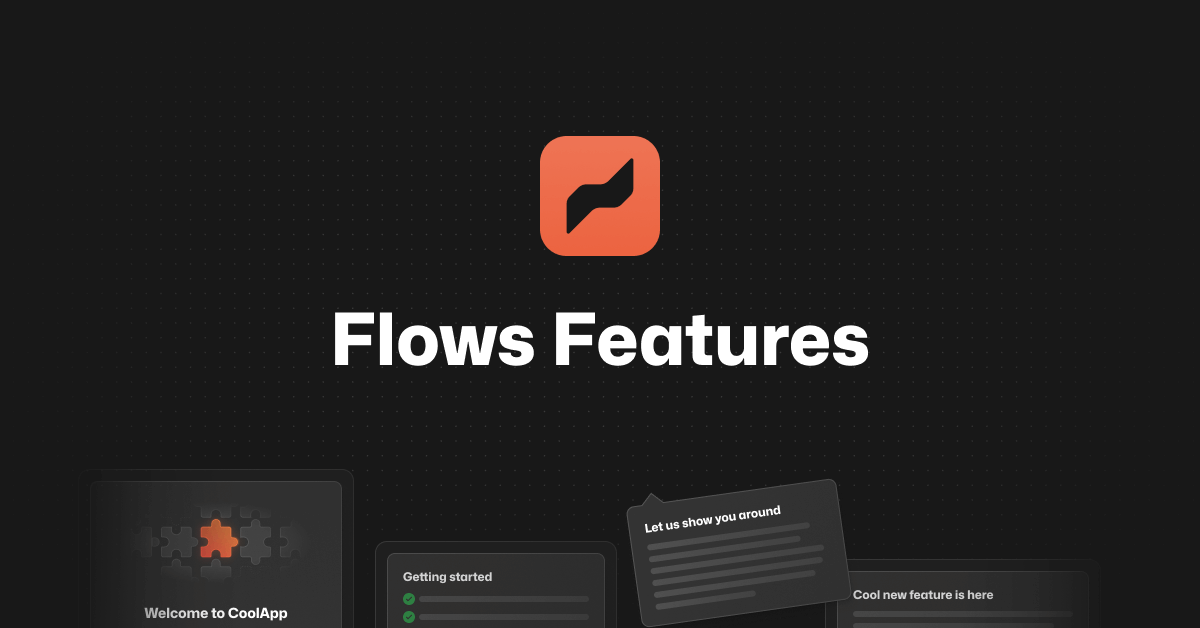 Flows Features
Let us show you around
Getting started
Cool new feature is here
Welcome to CoolApp